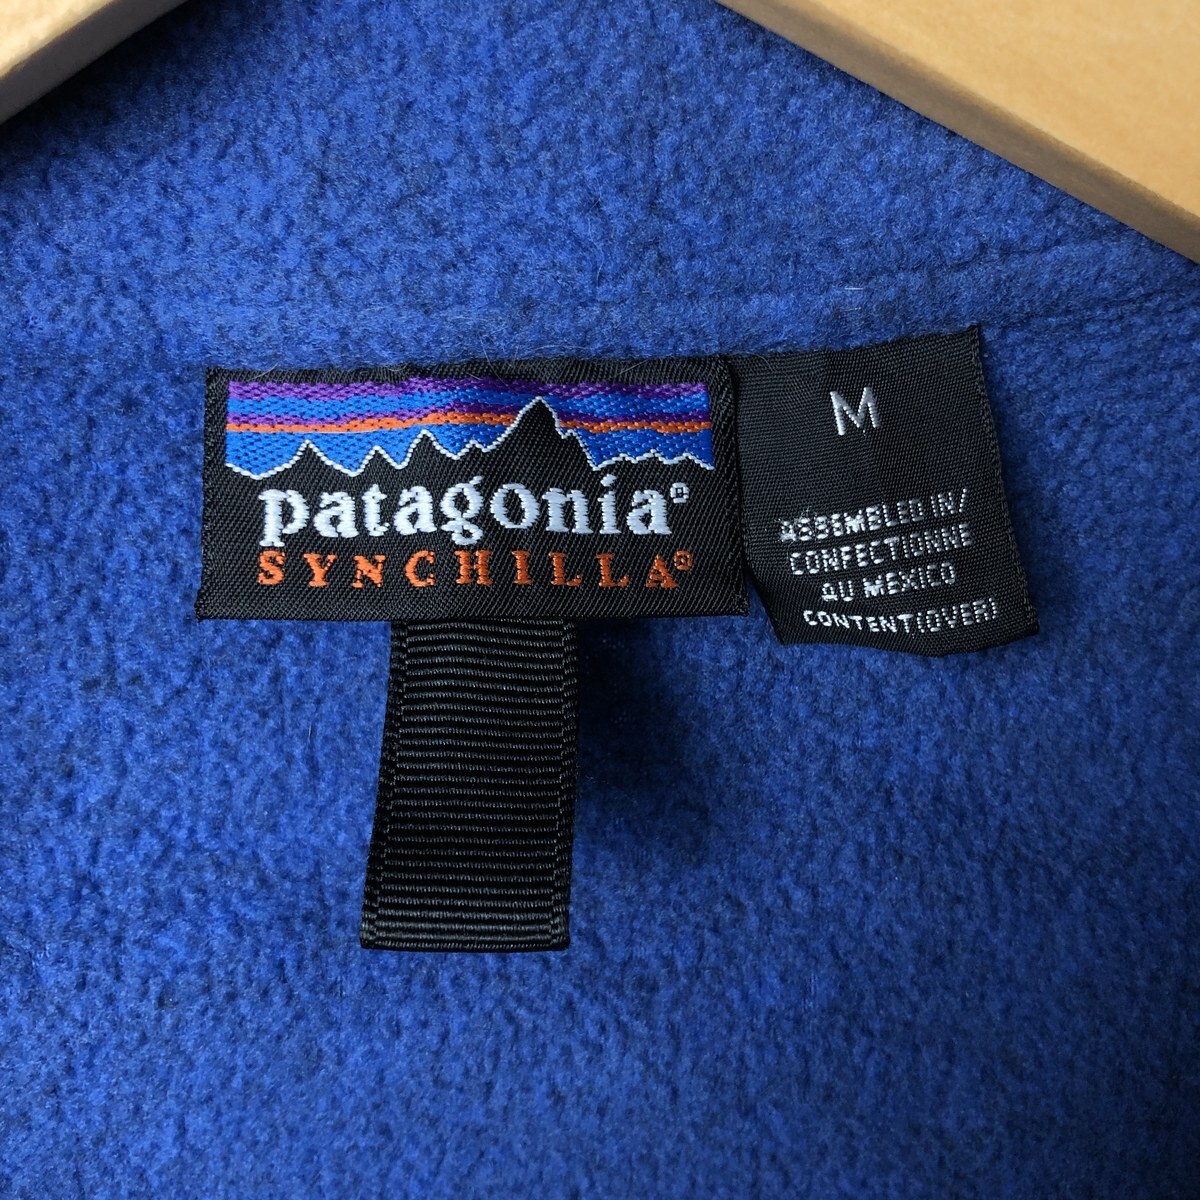 patagonia®
SYNCHILLA®
M
ASSEMBLED IN/
CONFECTIONNE
AU MEXICO
CONTENT(OVER)